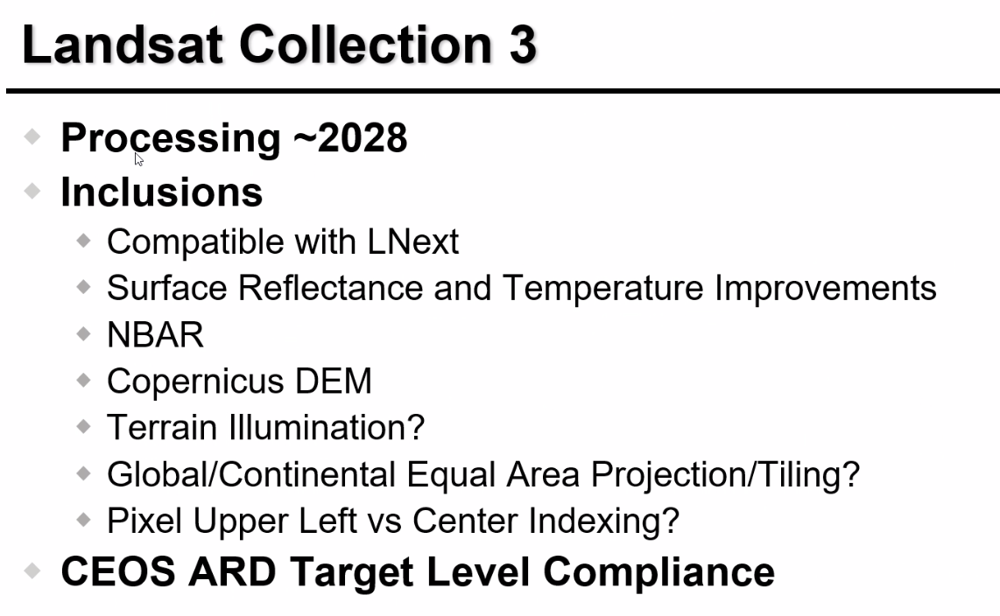 Landsat Collection 3
Processing ~2028
Inclusions
Compatible with LNext
Surface Reflectance and Temperature Improvements
NBAR
Copernicus DEM
Terrain Illumination?
Global/Continental Equal Area Projection/Tiling?
Pixel Upper Left vs Center Indexing?
CEOS ARD Target Level Compliance